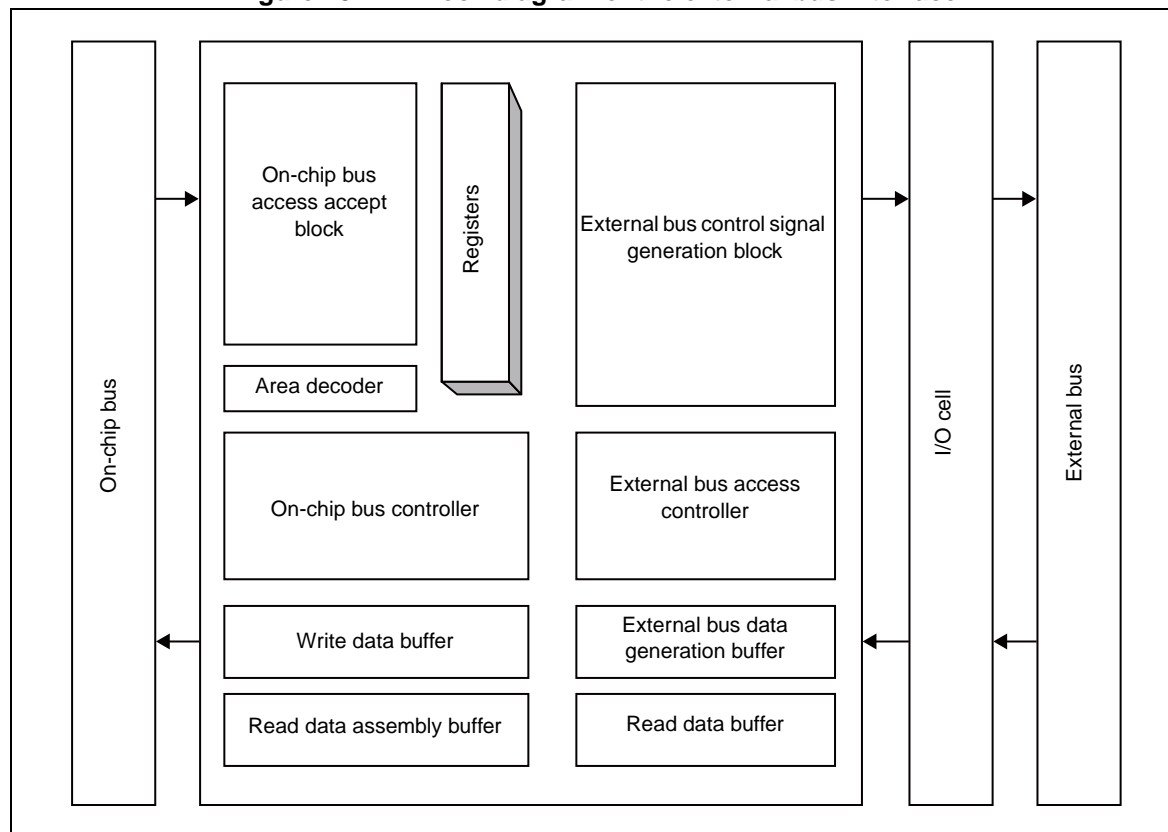 On-chip bus
On-chip bus
access accept
block
Registers
External bus control signal
generation block
Area decoder
On-chip bus controller
External bus access
controller
Write data buffer
External bus data
generation buffer
Read data assembly buffer
Read data buffer
I/O cell
External bus